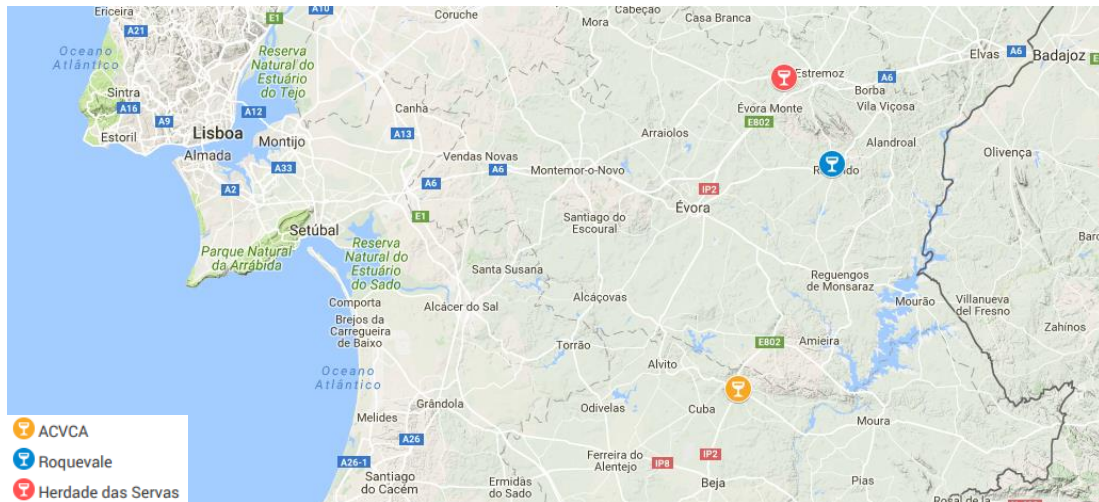 Ericeira
A21
Oceano
Atlântico
Sintra
A16
Estoril
A9
Lisboa
Almada
A2
A12
Montijo
A33
A10
E1
Reserva
Natural do
Estuário
do Tejo
Coruche
Canha
A13
Vendas Novas
A6
A6
E1
Setúbal
Parque Natural
da Arrábida
Reserva
Natural do
Estuário
do Sado
Comporta
Brejos da
Carregueira
de Baixo
Oceano
Atlântico
Melides
A26
A26-1
Santiago
do Cacém
Grândola
Ermidas
do Sado
Alcácer do Sal
Santa Susana
Torrão
Alcáçovas
Odivelas
Ferreira do
Alentejo
IP8
IP2
Beja
Cuba
Alvito
E802
Amieira
Moura
Pias
Mora
Cabeção
Casa Branca
Arraiolos
Montemor-o-Novo
Santiago do
Escoural
Évora
IP2
Évora Monte
E802
Estremoz
A6
Borba
Vila Viçosa
Alandroal
Elvas
A6
Badajoz
Olivença
Reguengos
de Monsaraz
Mourão
Villanueva
del Fresno
Zahínos
ACVCA
Roquevale
Herdade das Servas